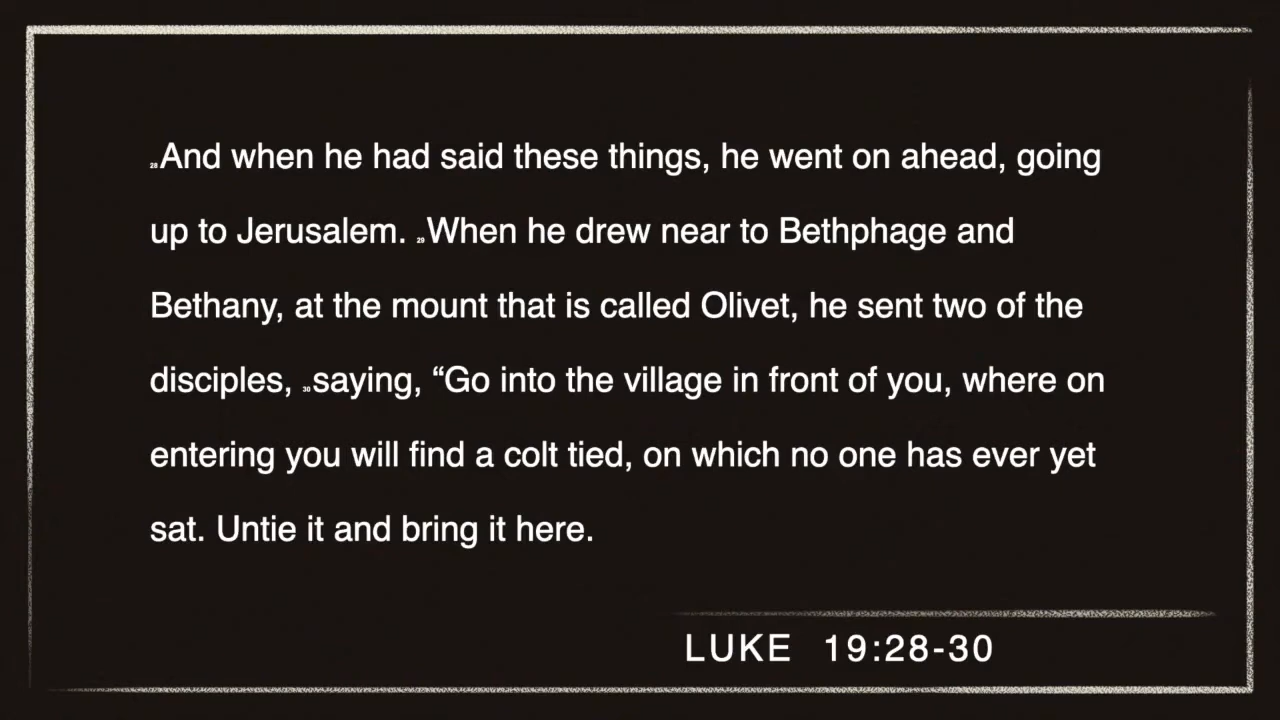 28And when he had said these things, he went on ahead, going
up to Jerusalem. 29When he drew near to Bethphage and
Bethany, at the mount that is called Olivet, he sent two of the
disciples, 30saying, “Go into the village in front of you, where on
entering you will find a colt tied, on which no one has ever yet
sat. Untie it and bring it here.
LUKE 19:28-30